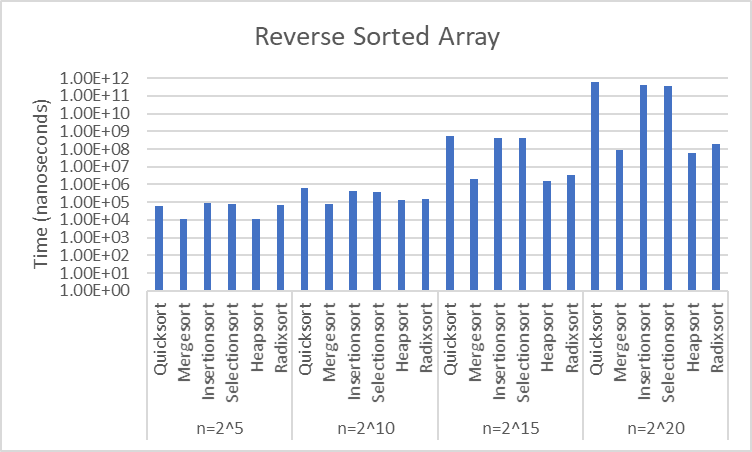 Reverse Sorted Array
Time (nanoseconds)
1.00E+12
1.00E+11
1.00E+10
1.00E+09
1.00E+08
1.00E+07
1.00E+06
1.00E+05
1.00E+04
1.00E+03
1.00E+02
1.00E+01
1.00E+00
Quicksort
Mergesort
Insertionsort
Selectionsort
Heapsort
Radixsort
Quicksort
Mergesort
Insertionsort
Selectionsort
Heapsort
Radixsort
Quicksort
Mergesort
Insertionsort
Selectionsort
Heapsort
Radixsort
Quicksort
Mergesort
Insertionsort
Selectionsort
Heapsort
Radixsort
n=2^5
n=2^10
n=2^15
n=2^20